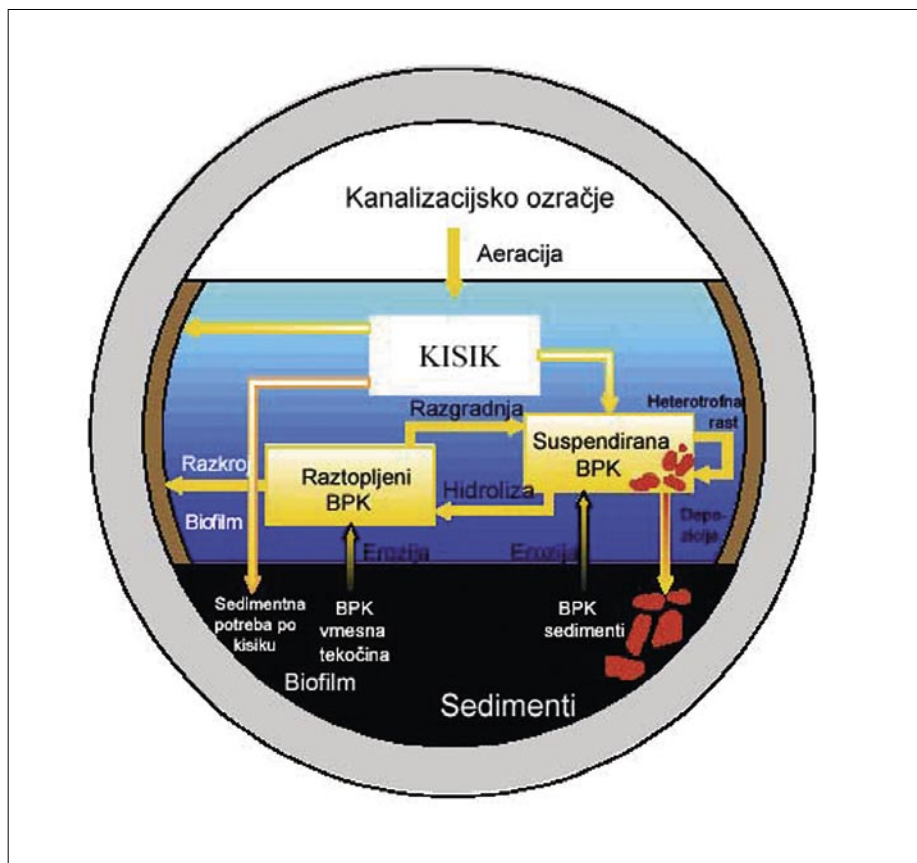 Kanalizacijsko ozračje
Aeracija
KISIK
Razgradnja
Heterotrofna
rast
Suspendirana
BPK
Razkroj
Raztopljeni
BPK
Hidroliza
Biofilm
Depo-
zicija
Erozija
Erozija
Sedimentna
potreba po
kisiku
BPK
vmesna
tekočina
BPK
sedimenti
Biofilm
Sedimenti